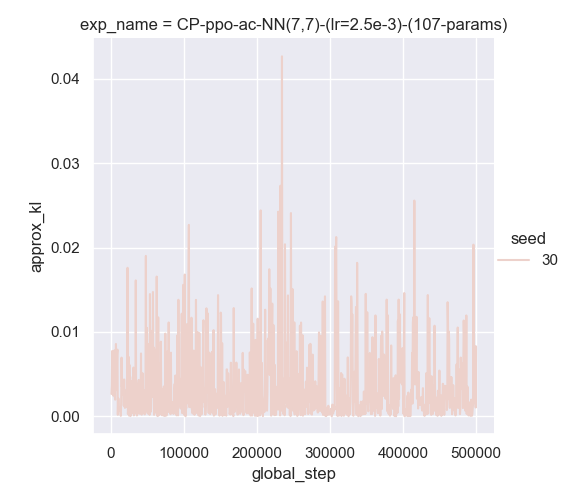 exp_name = CP-ppo-ac-NN(7,7)-(lr=2.5e-3)-(107-params)
0.04
0.03
0.02
0.01
0.00
approx_kl
0 100000 200000 300000 400000 500000
global_step
seed
30